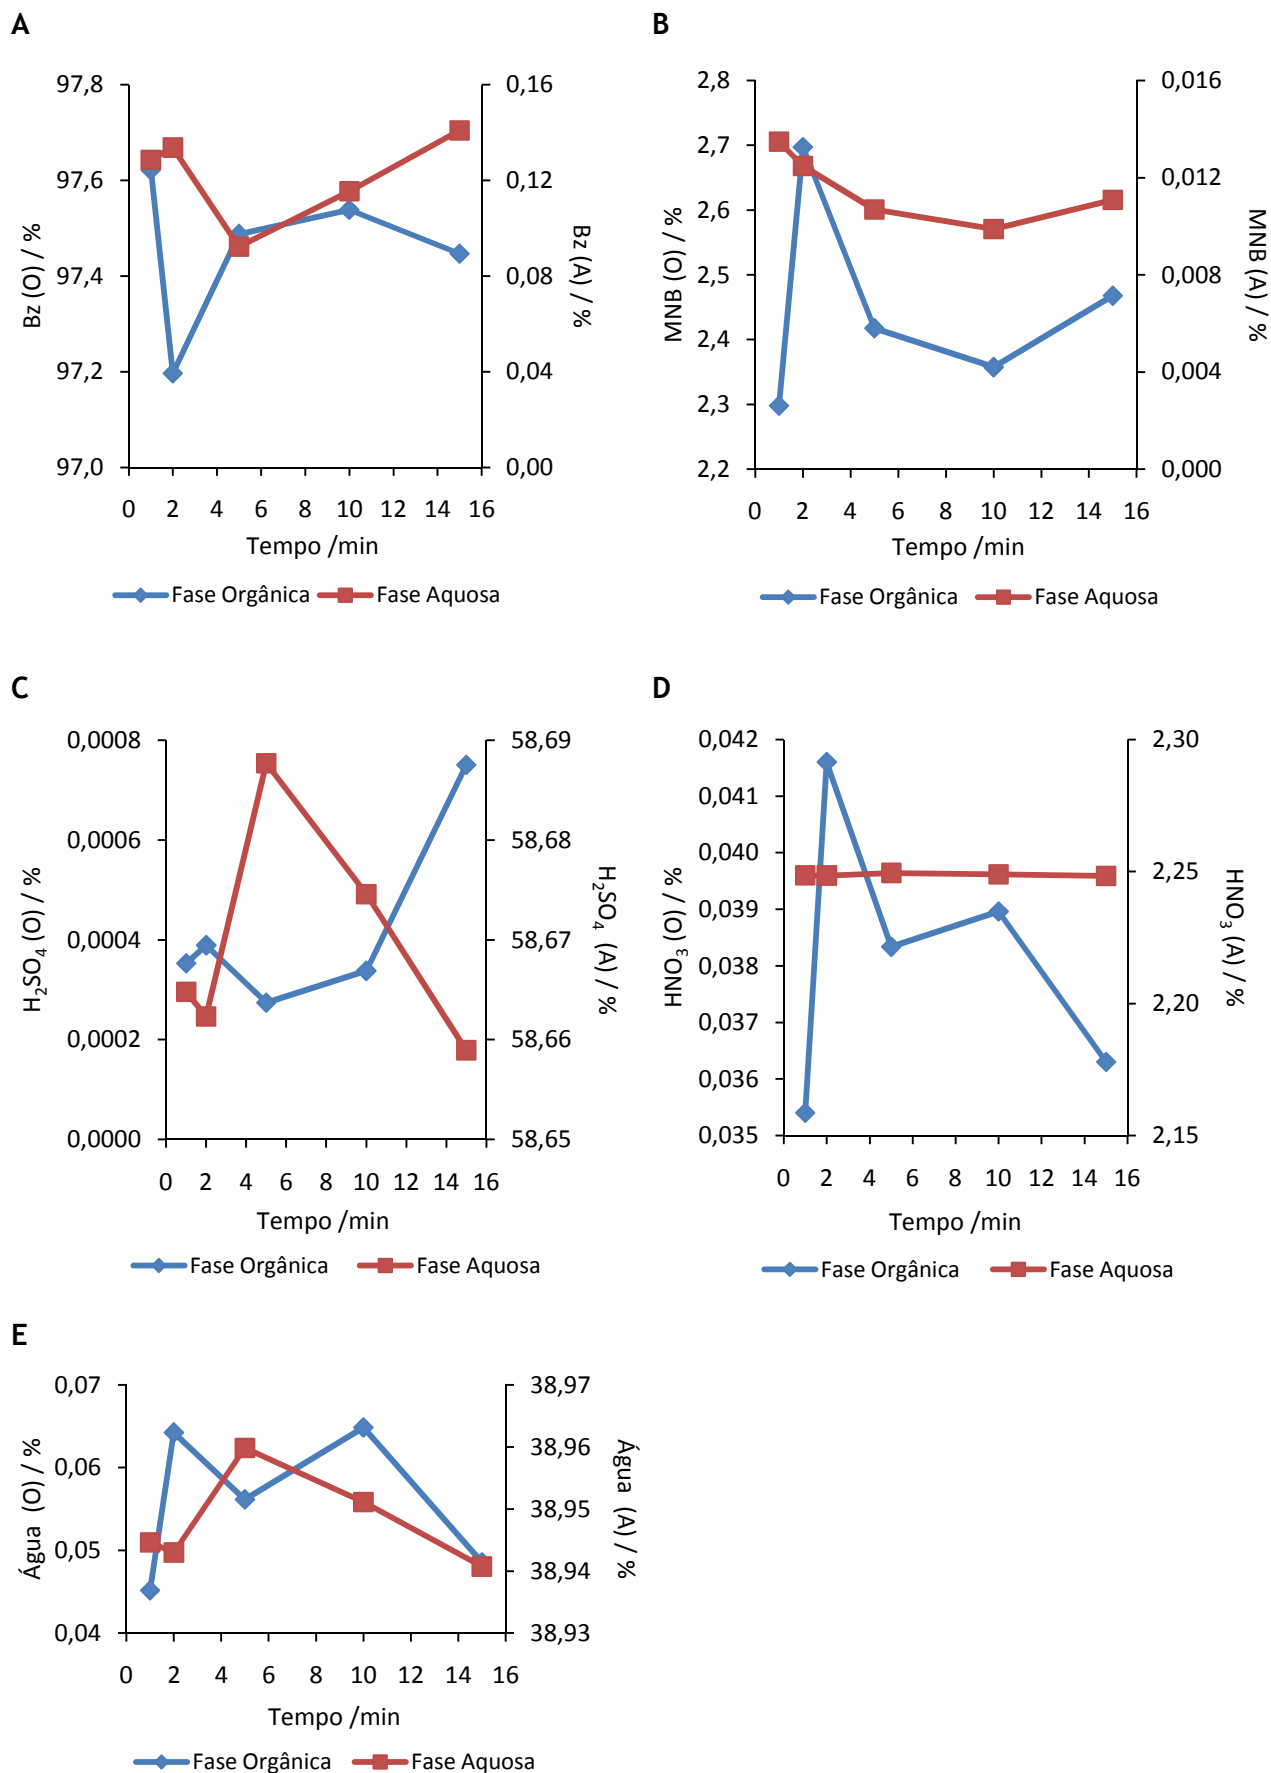 A
97,8
97,6
97,4
97,2
97,0
Bz (O) / %
0,16
0,12
0,08
0,04
0,00
Bz (A) / %
0 2 4 6 8 10 12 14 16
Tempo /min
Fase Orgânica Fase Aquosa
B
2,8
2,7
2,6
2,5
2,4
2,3
2,2
MNB (O) / %
0,016
0,012
0,008
0,004
0,000
MNB (A) / %
0 2 4 6 8 10 12 14 16
Tempo /min
Fase Orgânica Fase Aquosa
C
0,0008
0,0006
0,0004
0,0002
0,0000
H₂SO₄ (O) / %
58,69
58,68
58,67
58,66
58,65
H₂SO₄ (A) / %
0 2 4 6 8 10 12 14 16
Tempo /min
Fase Orgânica Fase Aquosa
D
0,042
0,041
0,040
0,039
0,038
0,037
0,036
0,035
HNO₃ (O) / %
2,30
2,25
2,20
2,15
HNO₃ (A) / %
0 2 4 6 8 10 12 14 16
Tempo /min
Fase Orgânica Fase Aquosa
E
0,07
0,06
0,05
0,04
Água (O) / %
38,97
38,96
38,95
38,94
38,93
Água (A) / %
0 2 4 6 8 10 12 14 16
Tempo /min
Fase Orgânica Fase Aquosa